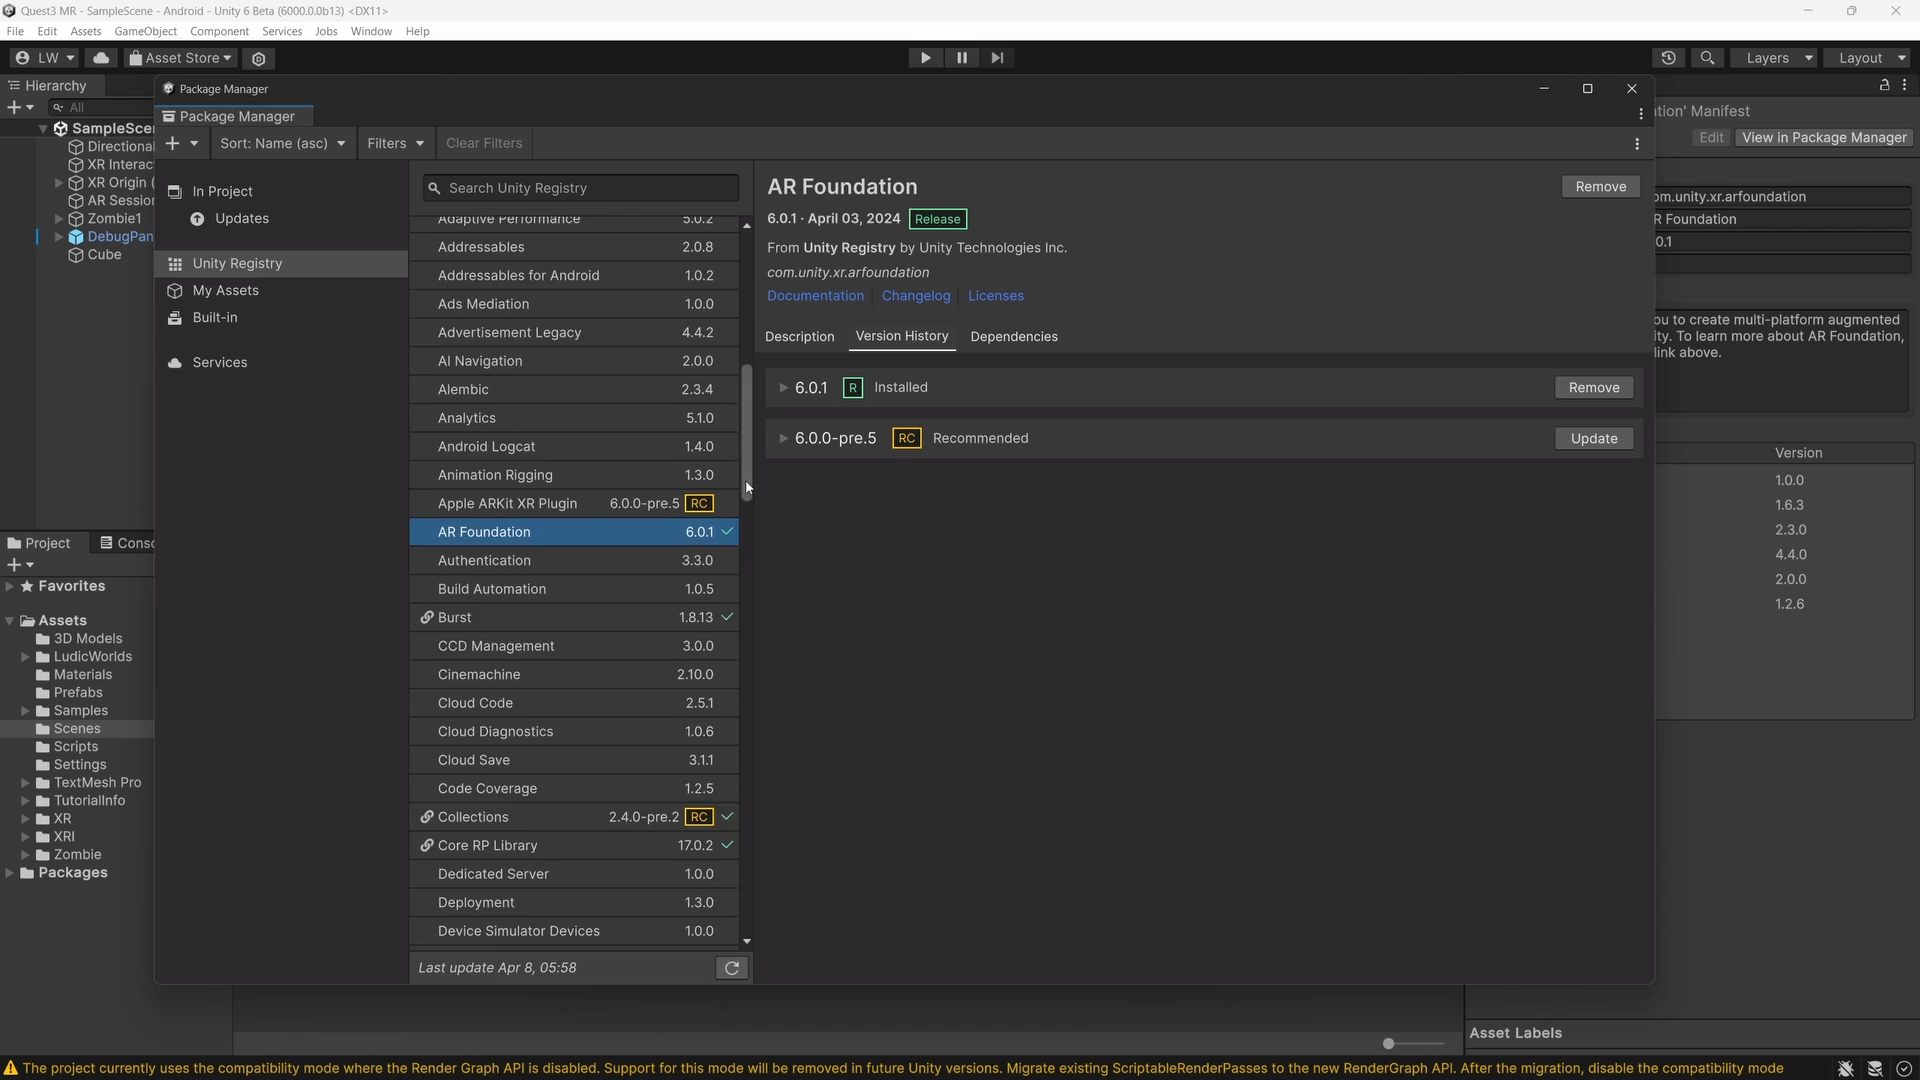 Quest3 MR - SampleScene - Android - Unity 6 Beta (6000.0.0b13) <DX11>
File Edit Assets GameObject Component Services Jobs Window Help
LW Asset Store Layers Layout
Hierarchy
All
SampleScen
Directional
XR Interac
XR Origin (
AR Session
Zombie1
DebugPan
Cube
Package Manager
Package Manager
Sort: Name (asc) Filters Clear Filters
In Project
Updates
Unity Registry
My Assets
Built-in
Services
Search Unity Registry
Adaptive Performance 5.0.2
Addressables 2.0.8
Addressables for Android 1.0.2
Ads Mediation 1.0.0
Advertisement Legacy 4.4.2
AI Navigation 2.0.0
Alembic 2.3.4
Analytics 5.1.0
Android Logcat 1.4.0
Animation Rigging 1.3.0
Apple ARKit XR Plugin 6.0.0-pre.5 RC
AR Foundation 6.0.1
Authentication 3.3.0
Build Automation 1.0.5
Burst 1.8.13
CCD Management 3.0.0
Cinemachine 2.10.0
Cloud Code 2.5.1
Cloud Diagnostics 1.0.6
Cloud Save 3.1.1
Code Coverage 1.2.5
Collections 2.4.0-pre.2 RC
Core RP Library 17.0.2
Dedicated Server 1.0.0
Deployment 1.3.0
Device Simulator Devices 1.0.0
Last update Apr 8, 05:58
AR Foundation Remove
6.0.1 · April 03, 2024 Release
From Unity Registry by Unity Technologies Inc.
com.unity.xr.arfoundation
Documentation Changelog Licenses
Description Version History Dependencies
6.0.1 R Installed Remove
6.0.0-pre.5 RC Recommended Update
tion' Manifest
Edit View in Package Manager
om.unity.xr.arfoundation
R Foundation
0.1
ou to create multi-platform augmented
ity. To learn more about AR Foundation,
link above.
Version
1.0.0
1.6.3
2.3.0
4.4.0
2.0.0
1.2.6
Project Conso
Favorites
Assets
3D Models
LudicWorlds
Materials
Prefabs
Samples
Scenes
Scripts
Settings
TextMesh Pro
TutorialInfo
XR
XRI
Zombie
Packages
Asset Labels
The project currently uses the compatibility mode where the Render Graph API is disabled. Support for this mode will be removed in future Unity versions. Migrate existing ScriptableRenderPasses to the new RenderGraph API. After the migration, disable the compatibility mode